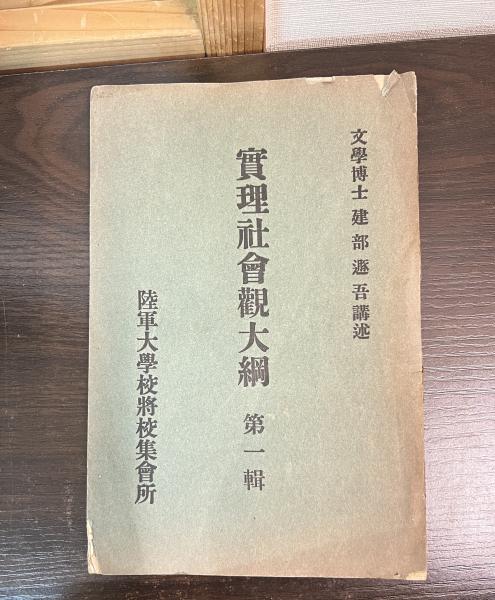 文學博士 建部遯吾講述
實理社會觀大綱 第一輯
陸軍大學校將校集會所